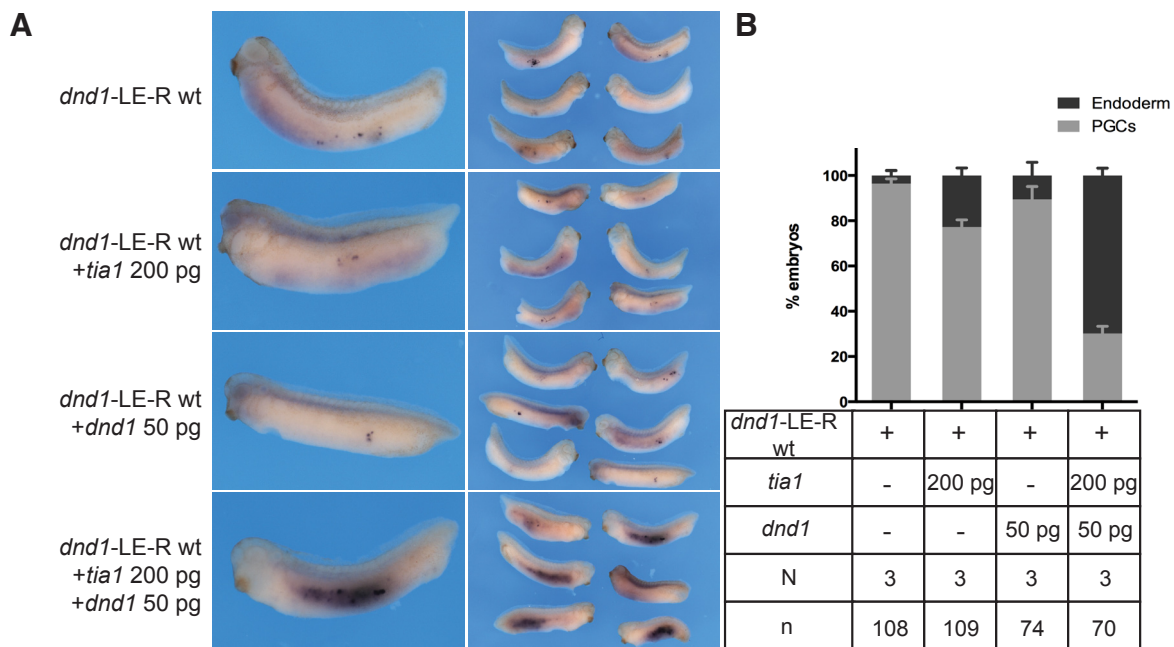 A
dnd1-LE-R wt
dnd1-LE-R wt
+tia1 200 pg
dnd1-LE-R wt
+dnd1 50 pg
dnd1-LE-R wt
+tia1 200 pg
+dnd1 50 pg
B
Endoderm
PGCs
% embryos
100
80
60
40
20
0
dnd1-LE-R wt + + + +
tia1 - 200 pg - 200 pg
dnd1 - - 50 pg 50 pg
N 3 3 3 3
n 108 109 74 70